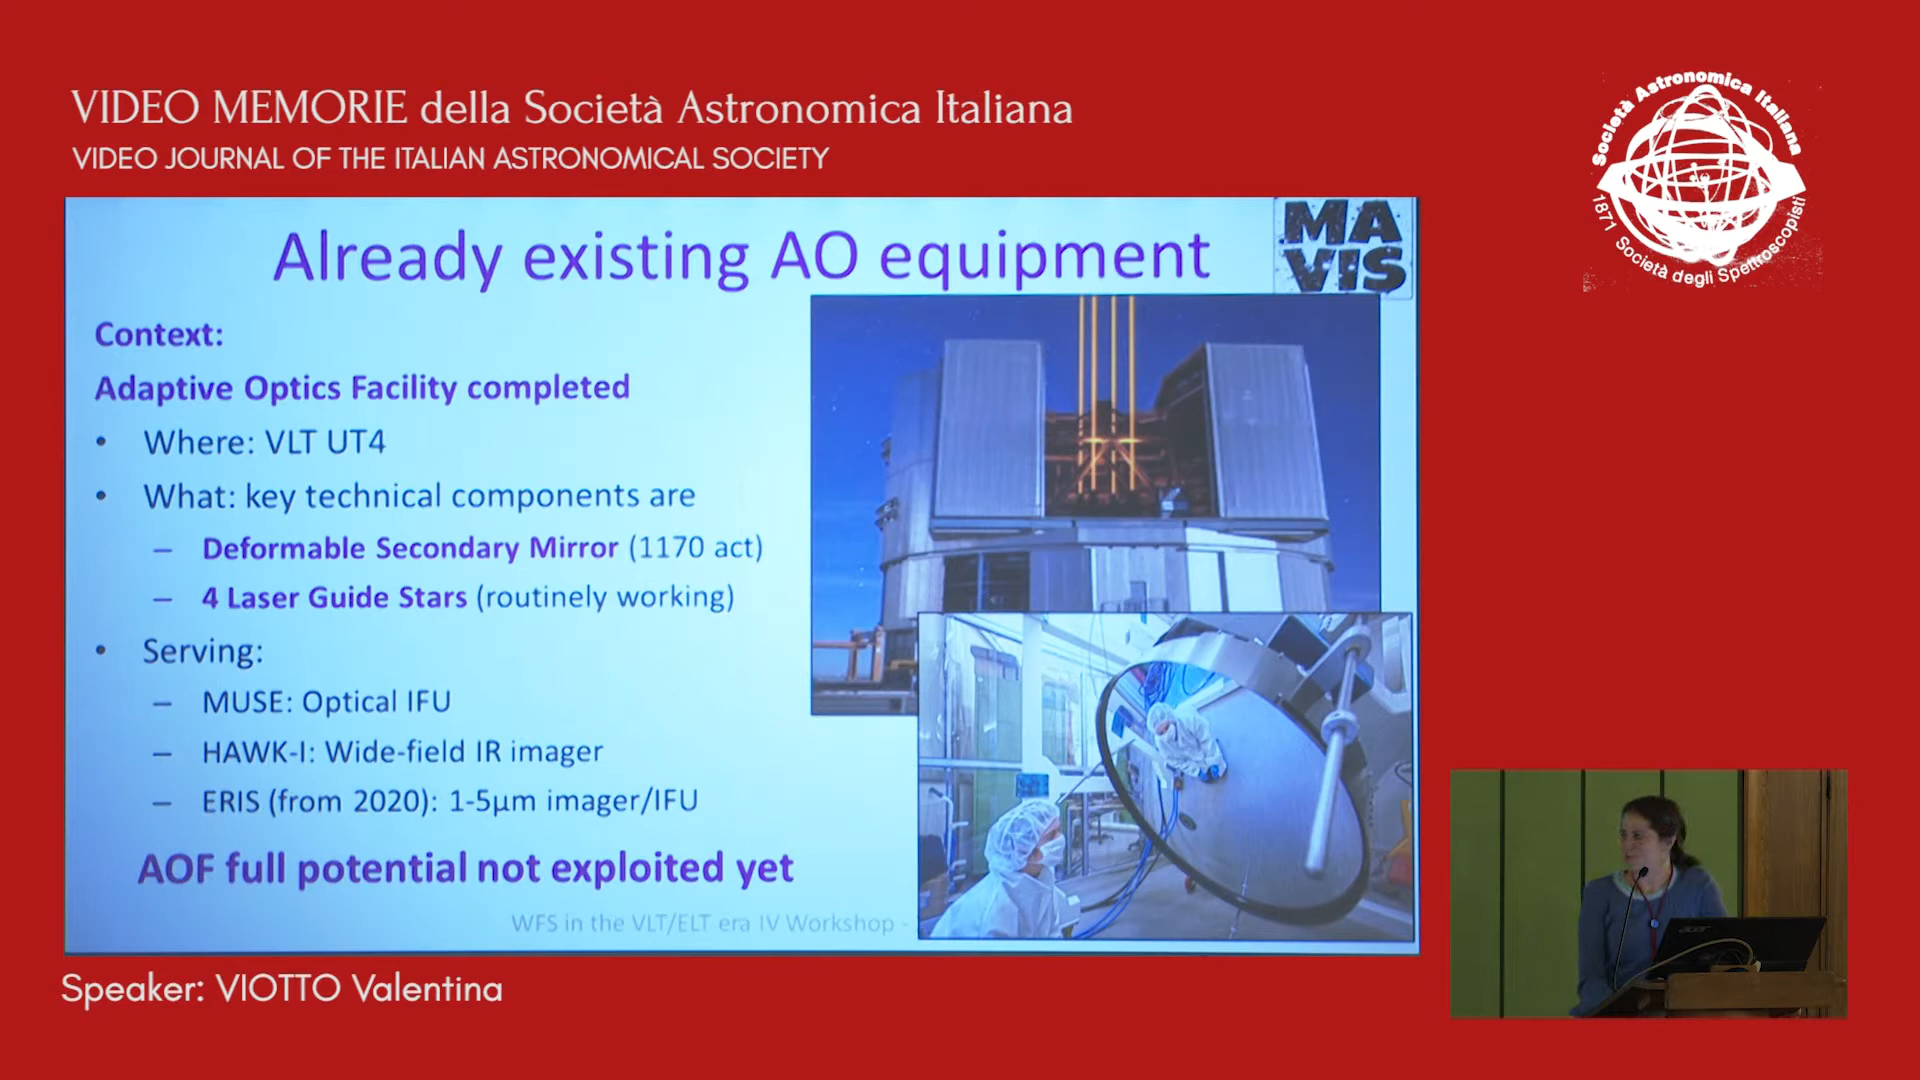 VIDEO MEMORIE della Società Astronomica Italiana
VIDEO JOURNAL OF THE ITALIAN ASTRONOMICAL SOCIETY
Società Astronomica Italiana
1871 Società degli Spettroscopisti
Already existing AO equipment
MA
VIS
Context:
Adaptive Optics Facility completed
• Where: VLT UT4
• What: key technical components are
– Deformable Secondary Mirror (1170 act)
– 4 Laser Guide Stars (routinely working)
• Serving:
– MUSE: Optical IFU
– HAWK-I: Wide-field IR imager
– ERIS (from 2020): 1-5µm imager/IFU
AOF full potential not exploited yet
WFS in the VLT/ELT era IV Workshop -
Speaker: VIOTTO Valentina
acer